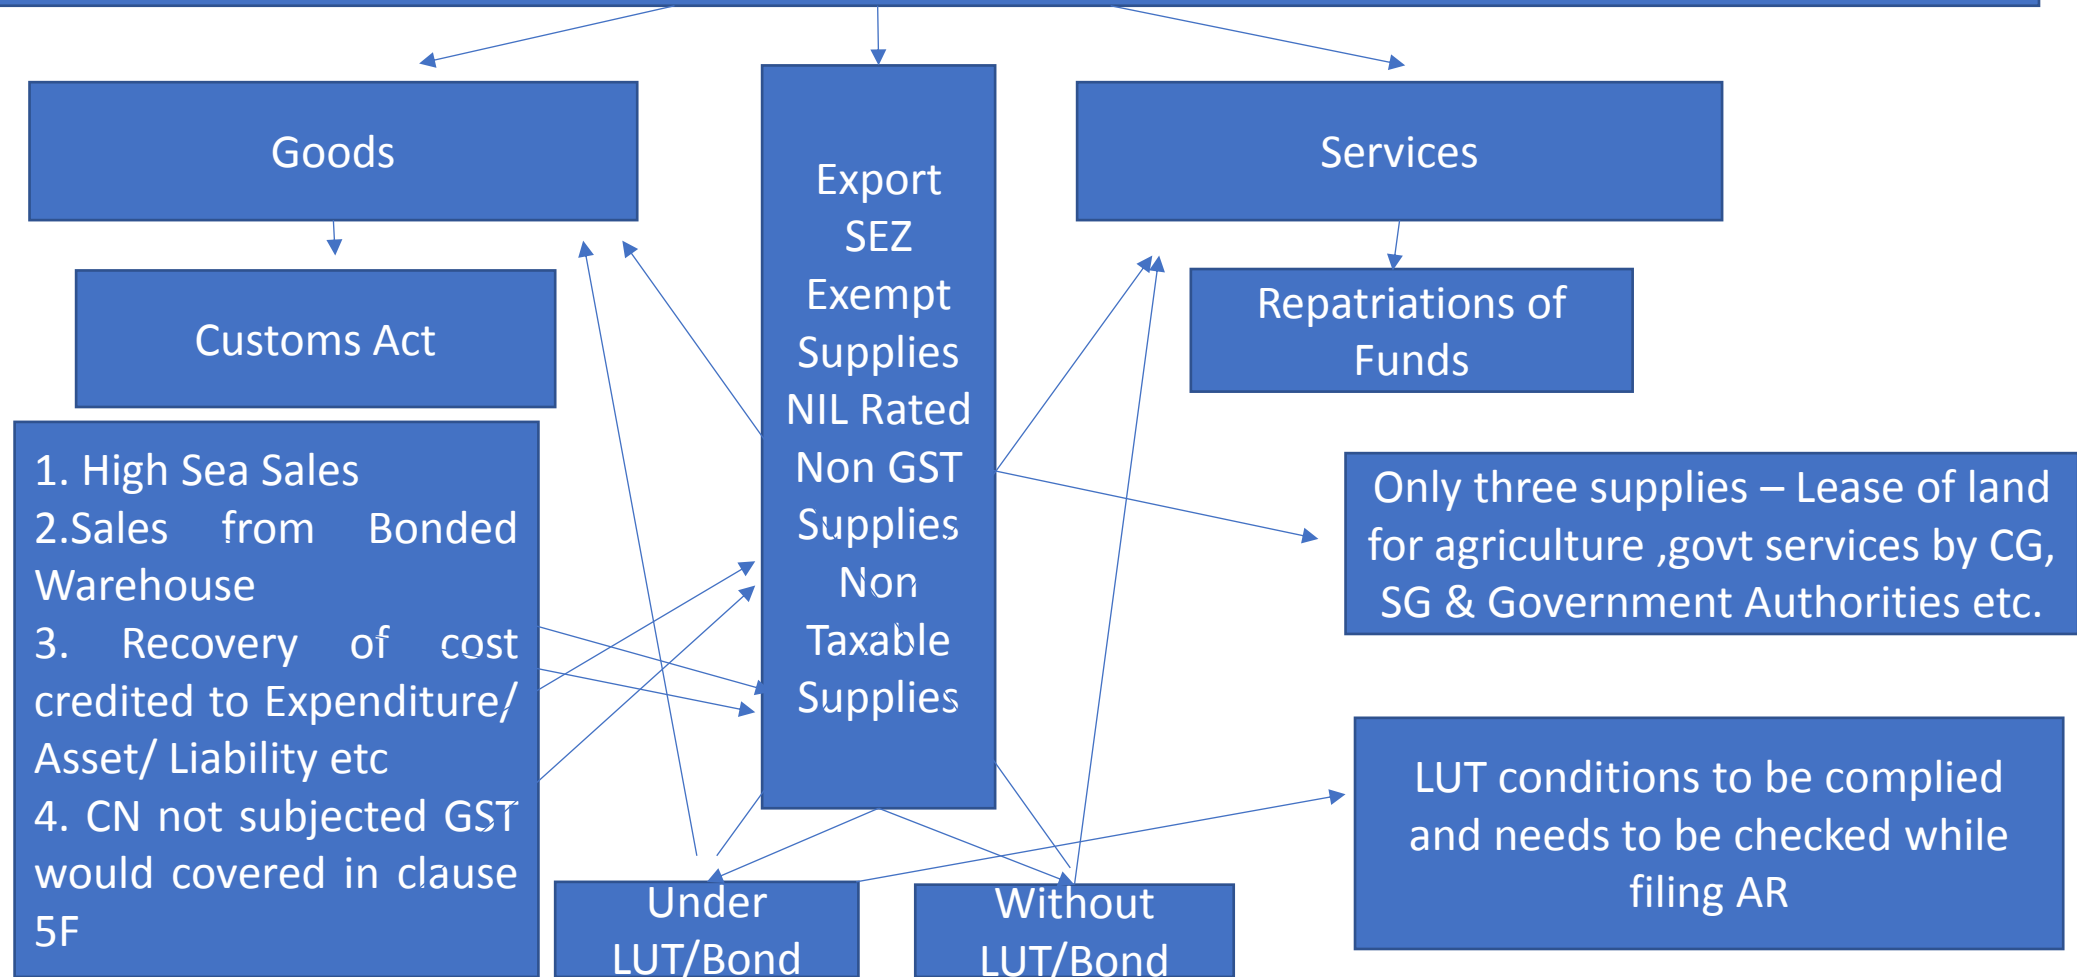 Goods
Export
SEZ
Exempt
Supplies
NIL Rated
Non GST
Supplies
Non
Taxable
Supplies
Services
Customs Act
Repatriations of
Funds
1. High Sea Sales
2.Sales from Bonded
Warehouse
3. Recovery of cost
credited to Expenditure/
Asset/ Liability etc
4. CN not subjected GST
would covered in clause
5F
Only three supplies – Lease of land
for agriculture ,govt services by CG,
SG & Government Authorities etc.
LUT conditions to be complied
and needs to be checked while
filing AR
Under
LUT/Bond
Without
LUT/Bond